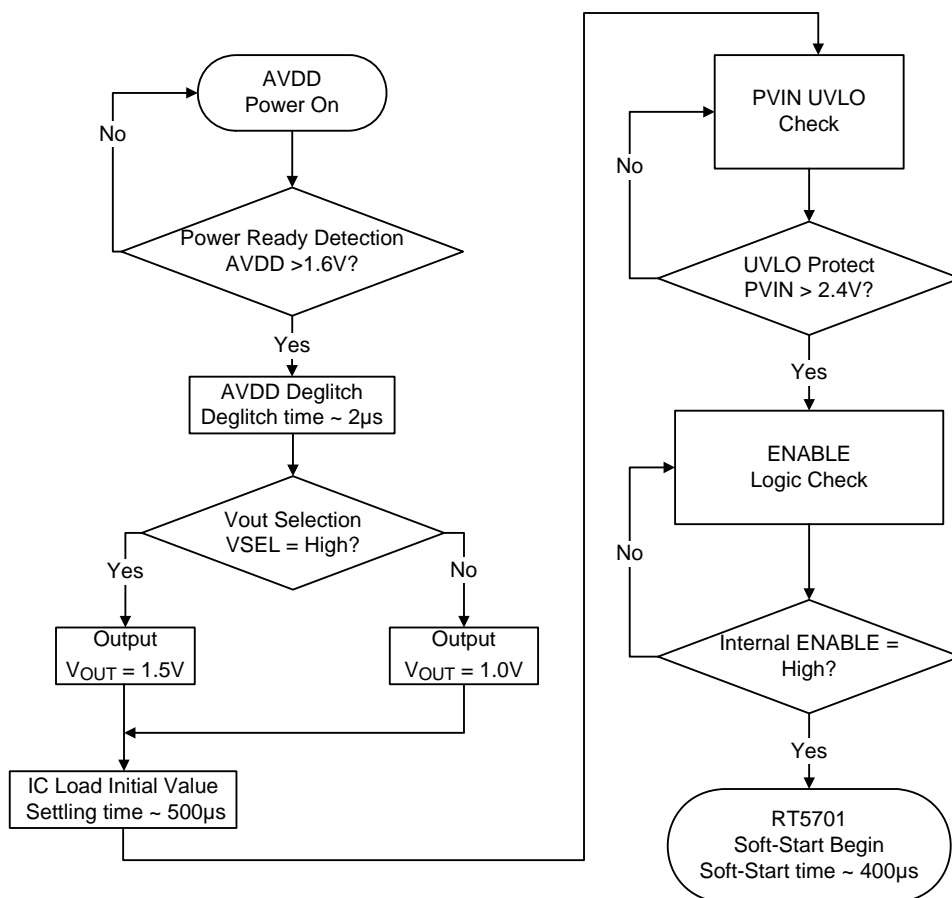 AVDD
Power On
No
Power Ready Detection
AVDD >1.6V?
Yes
AVDD Deglitch
Deglitch time ~ 2µs
Vout Selection
VSEL = High?
Yes
No
Output
VOUT = 1.5V
Output
VOUT = 1.0V
IC Load Initial Value
Settling time ~ 500µs
PVIN UVLO
Check
No
UVLO Protect
PVIN > 2.4V?
Yes
ENABLE
Logic Check
No
Internal ENABLE =
High?
Yes
RT5701
Soft-Start Begin
Soft-Start time ~ 400µs